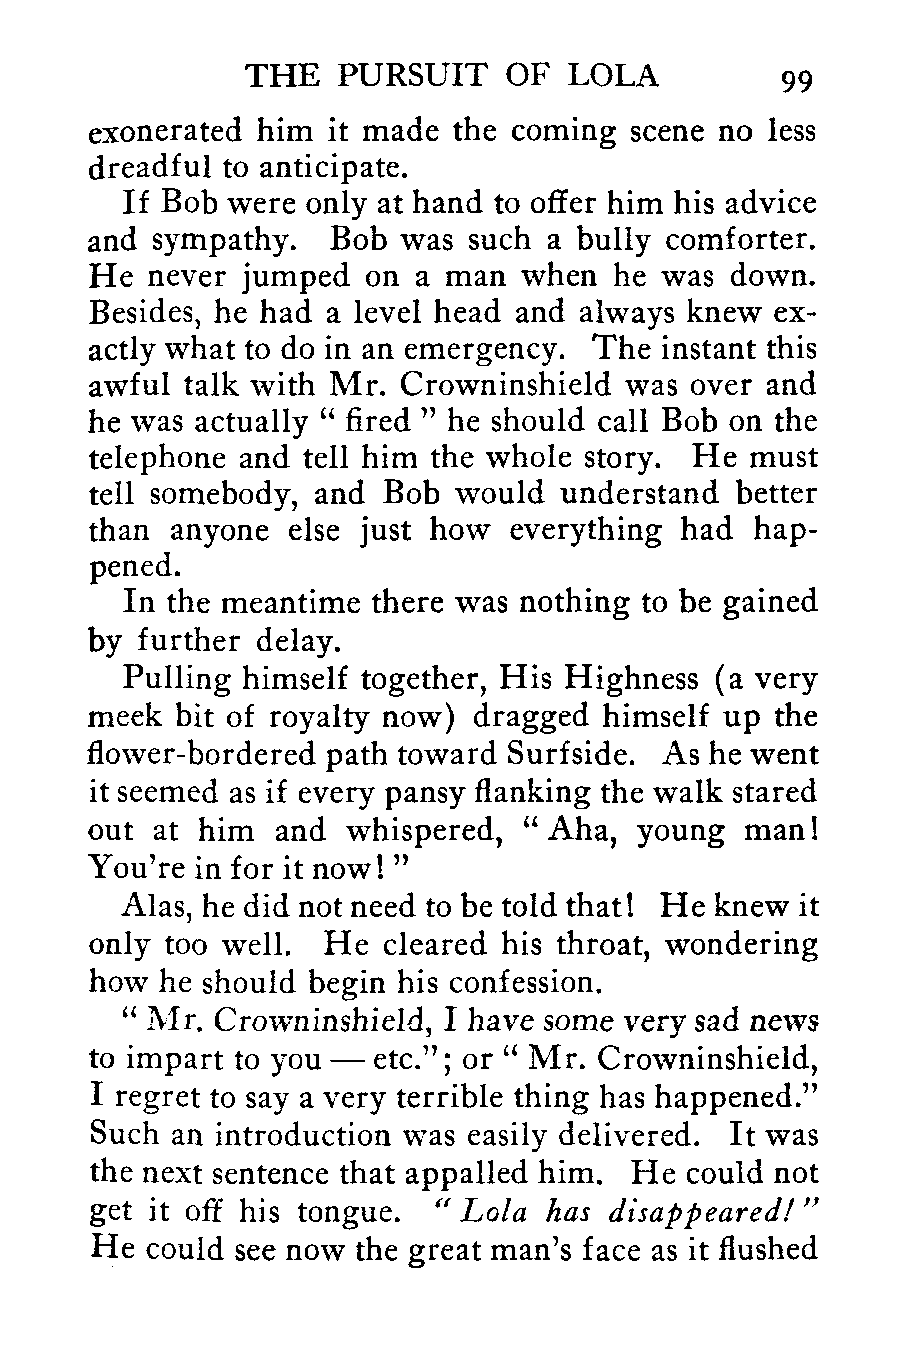 THE PURSUIT OF LOLA 99
exonerated him it made the coming scene no less
dreadful to anticipate.
If Bob were only at hand to offer him his advice
and sympathy. Bob was such a bully comforter.
He never jumped on a man when he was down.
Besides, he had a level head and always knew ex-
actly what to do in an emergency. The instant this
awful talk with Mr. Crowninshield was over and
he was actually “ fired ” he should call Bob on the
telephone and tell him the whole story. He must
tell somebody, and Bob would understand better
than anyone else just how everything had hap-
pened.
In the meantime there was nothing to be gained
by further delay.
Pulling himself together, His Highness (a very
meek bit of royalty now) dragged himself up the
flower-bordered path toward Surfside. As he went
it seemed as if every pansy flanking the walk stared
out at him and whispered, “ Aha, young man!
You’re in for it now! ”
Alas, he did not need to be told that! He knew it
only too well. He cleared his throat, wondering
how he should begin his confession.
“ Mr. Crowninshield, I have some very sad news
to impart to you — etc.”; or “ Mr. Crowninshield,
I regret to say a very terrible thing has happened.”
Such an introduction was easily delivered. It was
the next sentence that appalled him. He could not
get it off his tongue. “ Lola has disappeared! ”
He could see now the great man’s face as it flushed